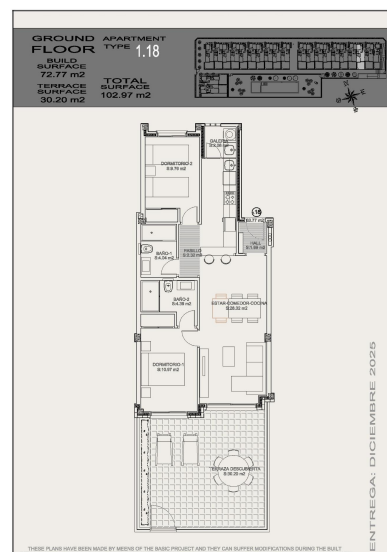 GROUND FLOOR
APARTMENT TYPE 1.18
BUILD SURFACE
72.77 m2
TERRACE SURFACE
30.20 m2
TOTAL SURFACE
102.97 m2
GALERIA
DORMITORIO-2
PASILLO
HALL
BAÑO-1
BAÑO-2
ESTAR-COMEDOR-COCINA
DORMITORIO-1
TERRAZA DESCUBIERTA
ENTREGA: DICIEMBRE 2025
THESE PLANS HAVE BEEN MADE BY MEENS OF THE BASIC PROJECT AND THEY CAN SUFFER MODIFICATIONS DURING THE BUILT